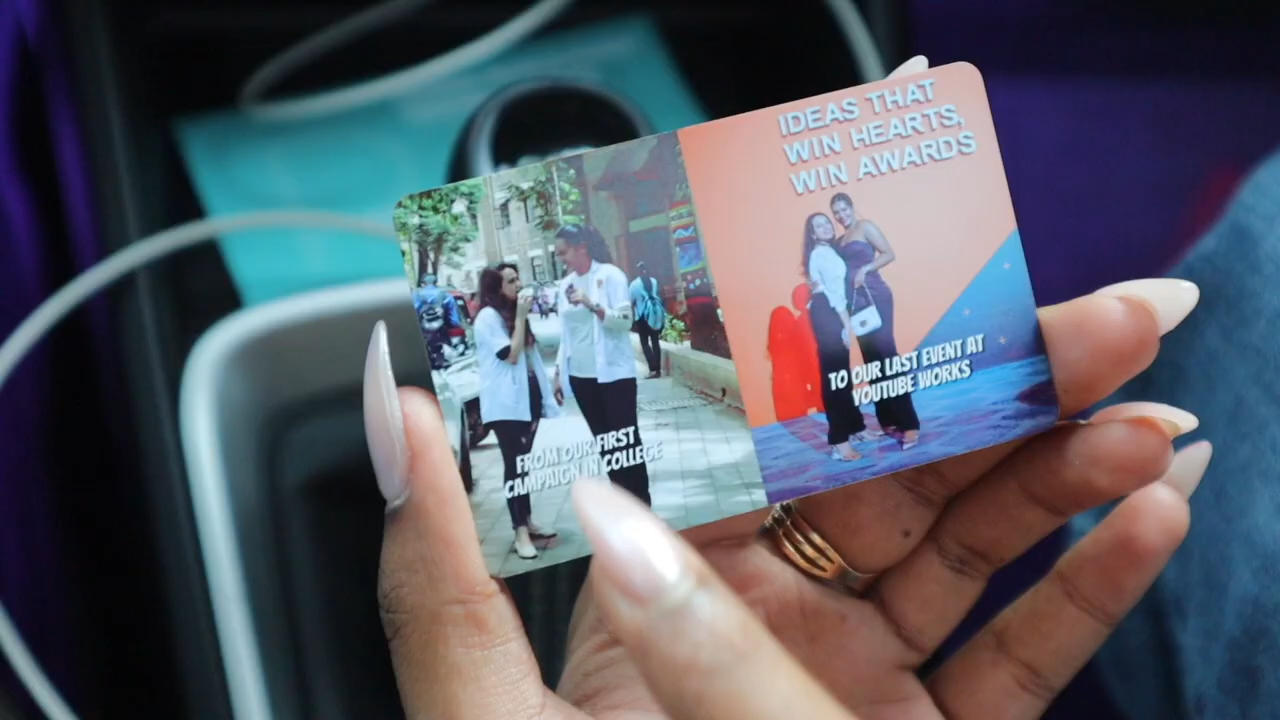 IDEAS THAT
WIN HEARTS,
WIN AWARDS
FROM OUR FIRST
CAMPAIGN IN COLLEGE
TO OUR LAST EVENT AT
YOUTUBE WORKS